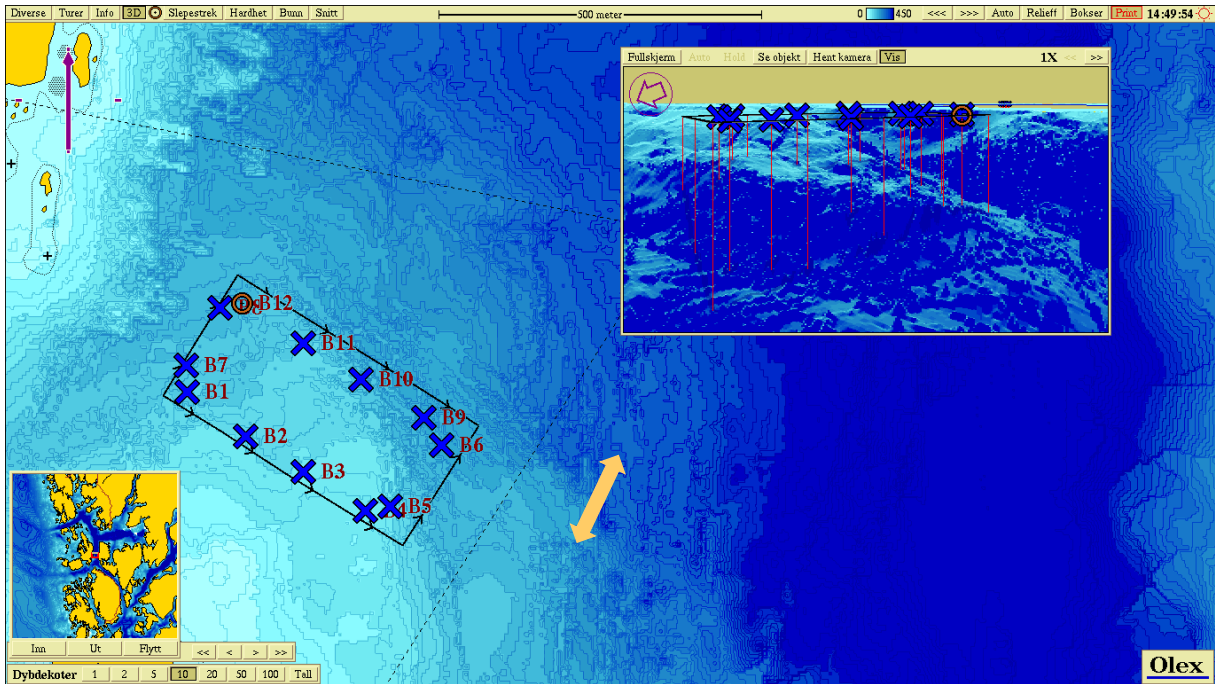 Diverse Turer Info 3D Slepestrek Hardhet Bunn Snitt 500 meter 0 450 <<< >>> Auto Relieff Bokser Print 14:49:54
Fullskjerm Auto Hold Se objekt Hent kamera Vis 1X << >>
B12
B11
B7
B10
B1
B9
B2
B6
B3
B5
Inn Ut Flytt << < > >>
Dybdekoter 1 2 5 10 20 50 100 Tall
Olex